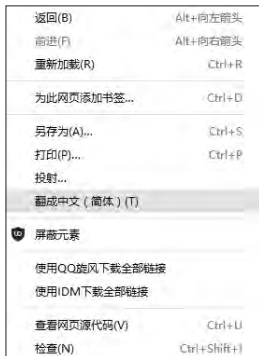 返回(B) Alt+向左箭头
前进(F) Alt+向右箭头
重新加载(R) Ctrl+R
为此网页添加书签... Ctrl+D
另存为(A)... Ctrl+S
打印(P)... Ctrl+P
投射...
翻成中文(简体)(T)
屏蔽元素
使用QQ旋风下载全部链接
使用IDM下载全部链接
查看网页源代码(V) Ctrl+U
检查(N) Ctrl+Shift+I